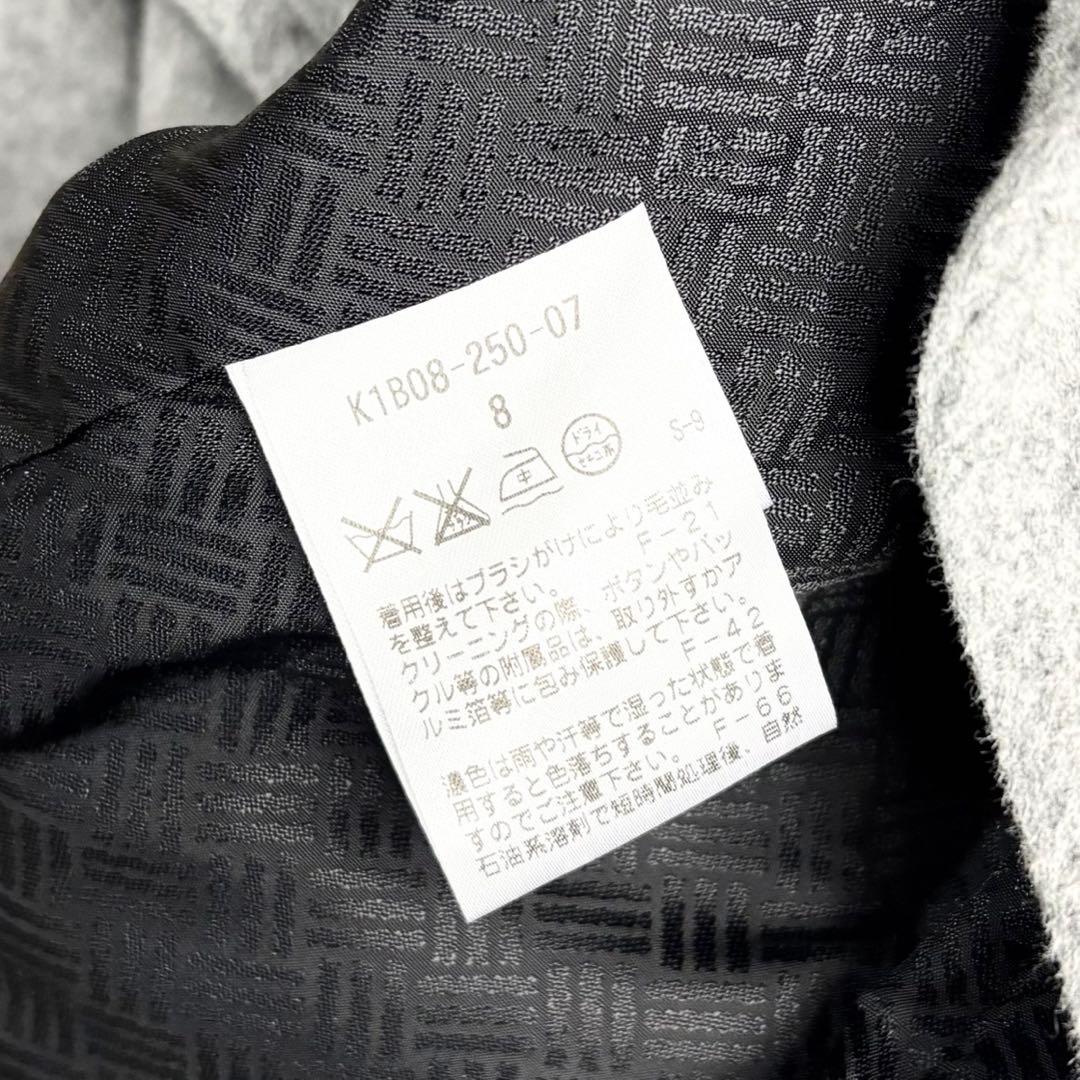 K1B08-250-07
8
S-9
ドライ
セキユ系
中
着用後はブラシがけにより毛並み
を整えて下さい。 F-21
クリーニングの際、ボタンやバッ
クル等の附属品は、取り外すかア
ルミ箔等に包み保護して下さい。
F-42
濃色は雨や汗等で湿った状態で着
用すると色落ちすることがありま
すのでご注意下さい。 F-66
石油系溶剤で短時間処理後、自然